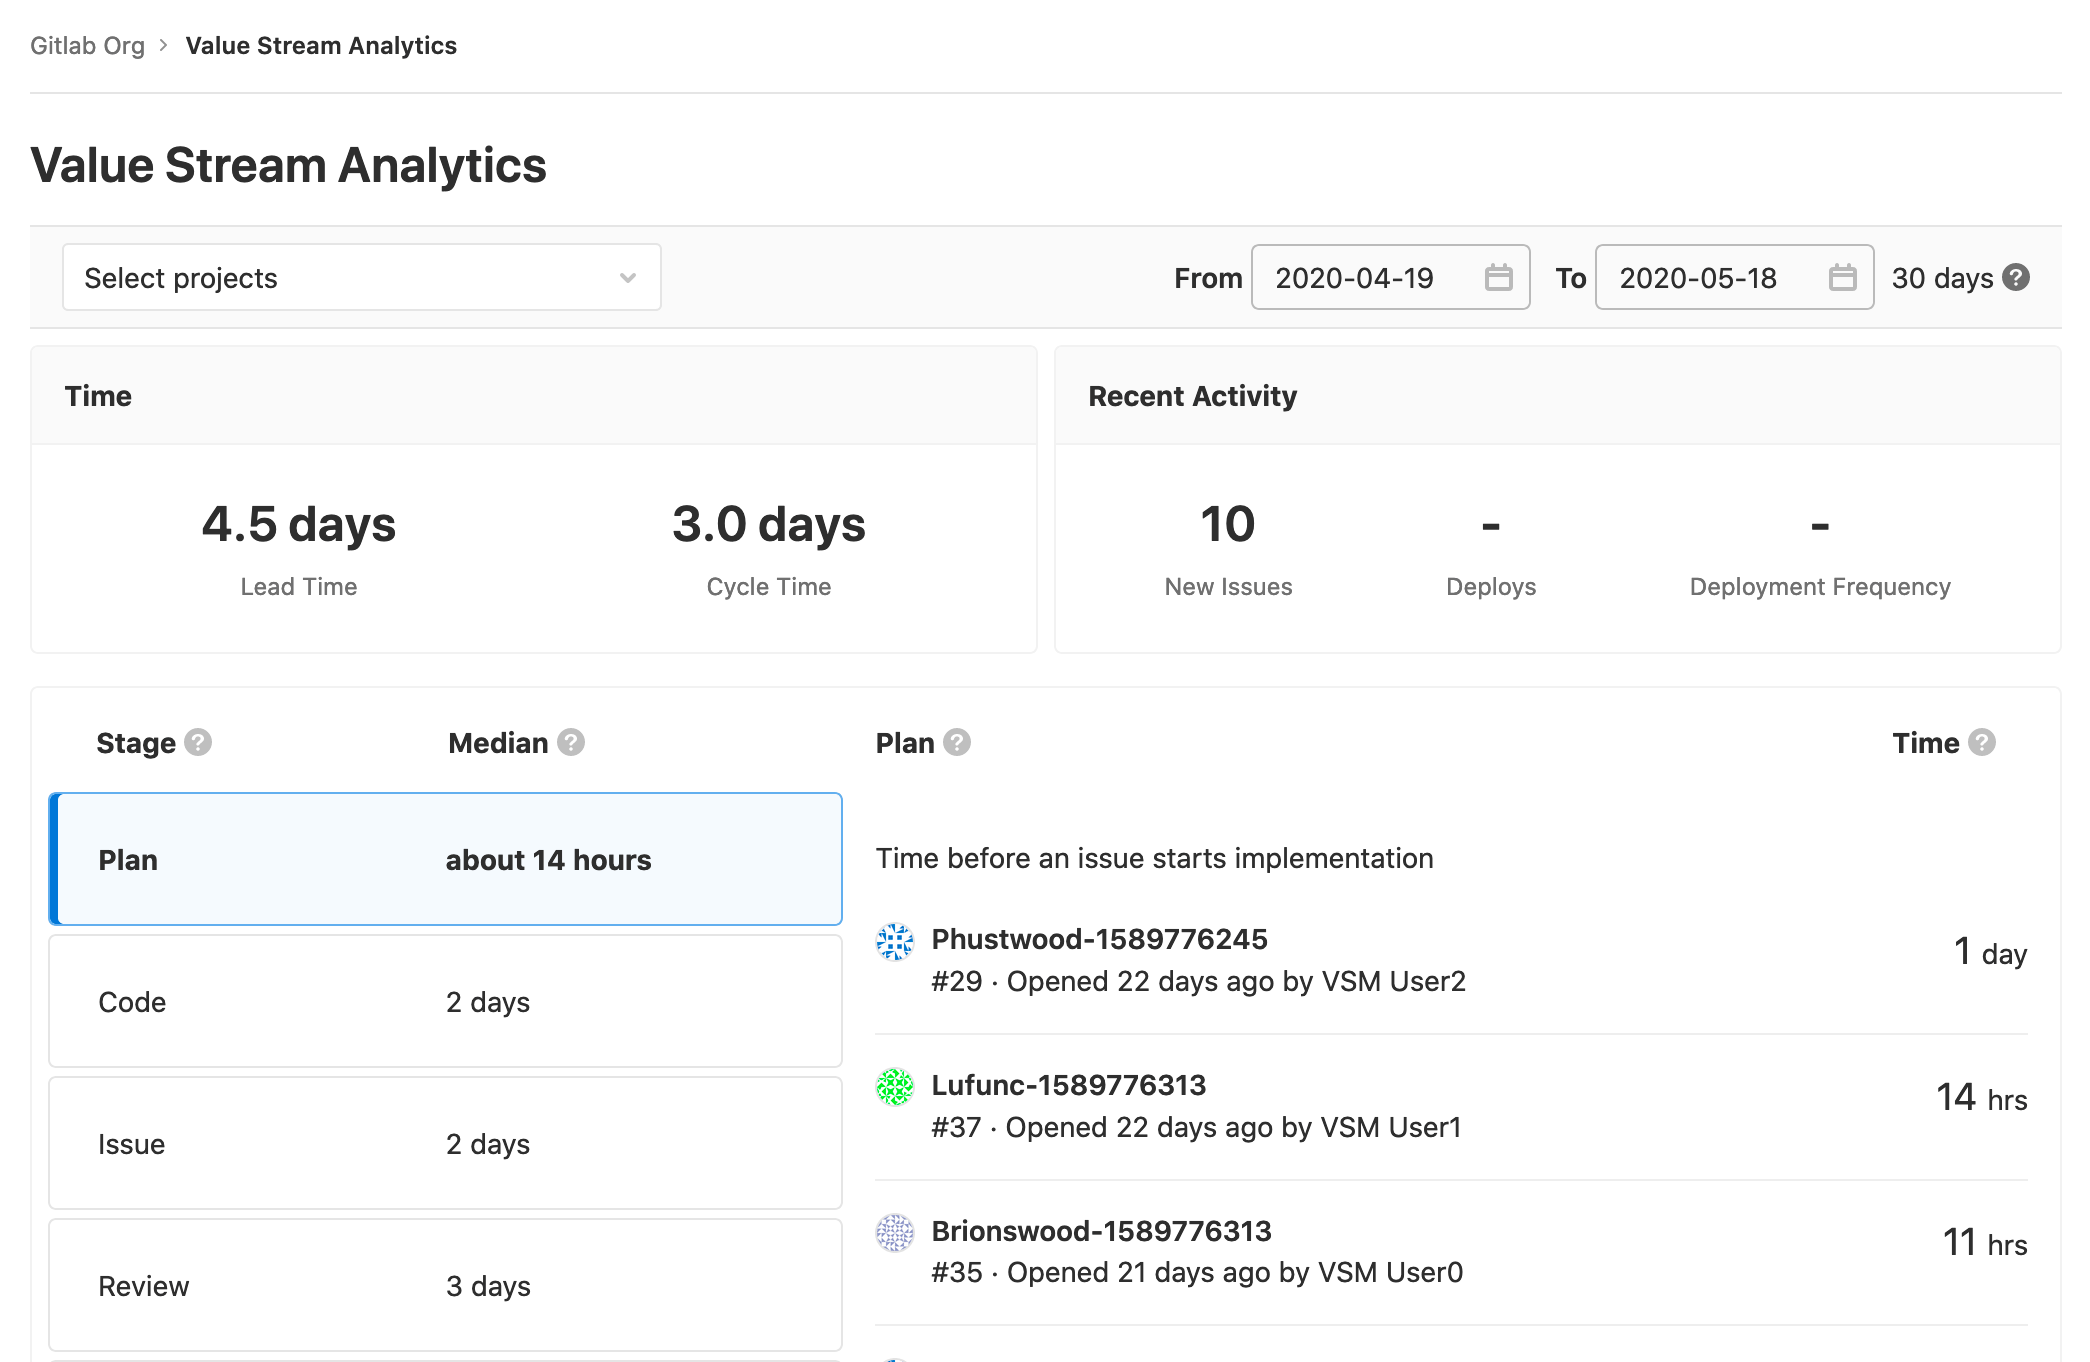 Gitlab Org > Value Stream Analytics
Value Stream Analytics
Select projects
From 2020-04-19 To 2020-05-18 30 days ?
Time
4.5 days 3.0 days
Lead Time Cycle Time
Recent Activity
10 - -
New Issues Deploys Deployment Frequency
Stage ? Median ?
Plan about 14 hours
Code 2 days
Issue 2 days
Review 3 days
Plan ? Time ?
Time before an issue starts implementation
Phustwood-1589776245
#29 · Opened 22 days ago by VSM User2
1 day
Lufunc-1589776313
#37 · Opened 22 days ago by VSM User1
14 hrs
Brionswood-1589776313
#35 · Opened 21 days ago by VSM User0
11 hrs